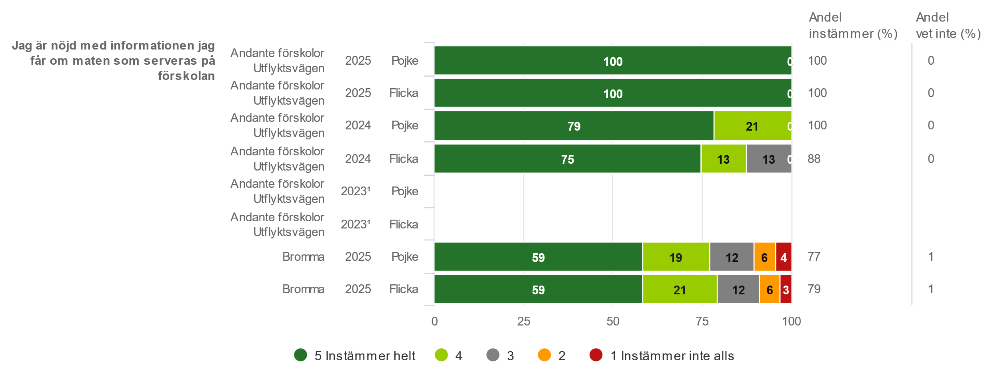 Andel
instämmer (%)
Andel
vet inte (%)
Jag är nöjd med informationen jag
får om maten som serveras på
förskolan
Andante förskolor
Utflyktsvägen
2025 Pojke 100 0 100 0
Andante förskolor
Utflyktsvägen
2025 Flicka 100 0 100 0
Andante förskolor
Utflyktsvägen
2024 Pojke 79 21 0 100 0
Andante förskolor
Utflyktsvägen
2024 Flicka 75 13 13 0 88 0
Andante förskolor
Utflyktsvägen
2023¹ Pojke
Andante förskolor
Utflyktsvägen
2023¹ Flicka
Bromma 2025 Pojke 59 19 12 6 4 77 1
Bromma 2025 Flicka 59 21 12 6 3 79 1
0 25 50 75 100
5 Instämmer helt 4 3 2 1 Instämmer inte alls